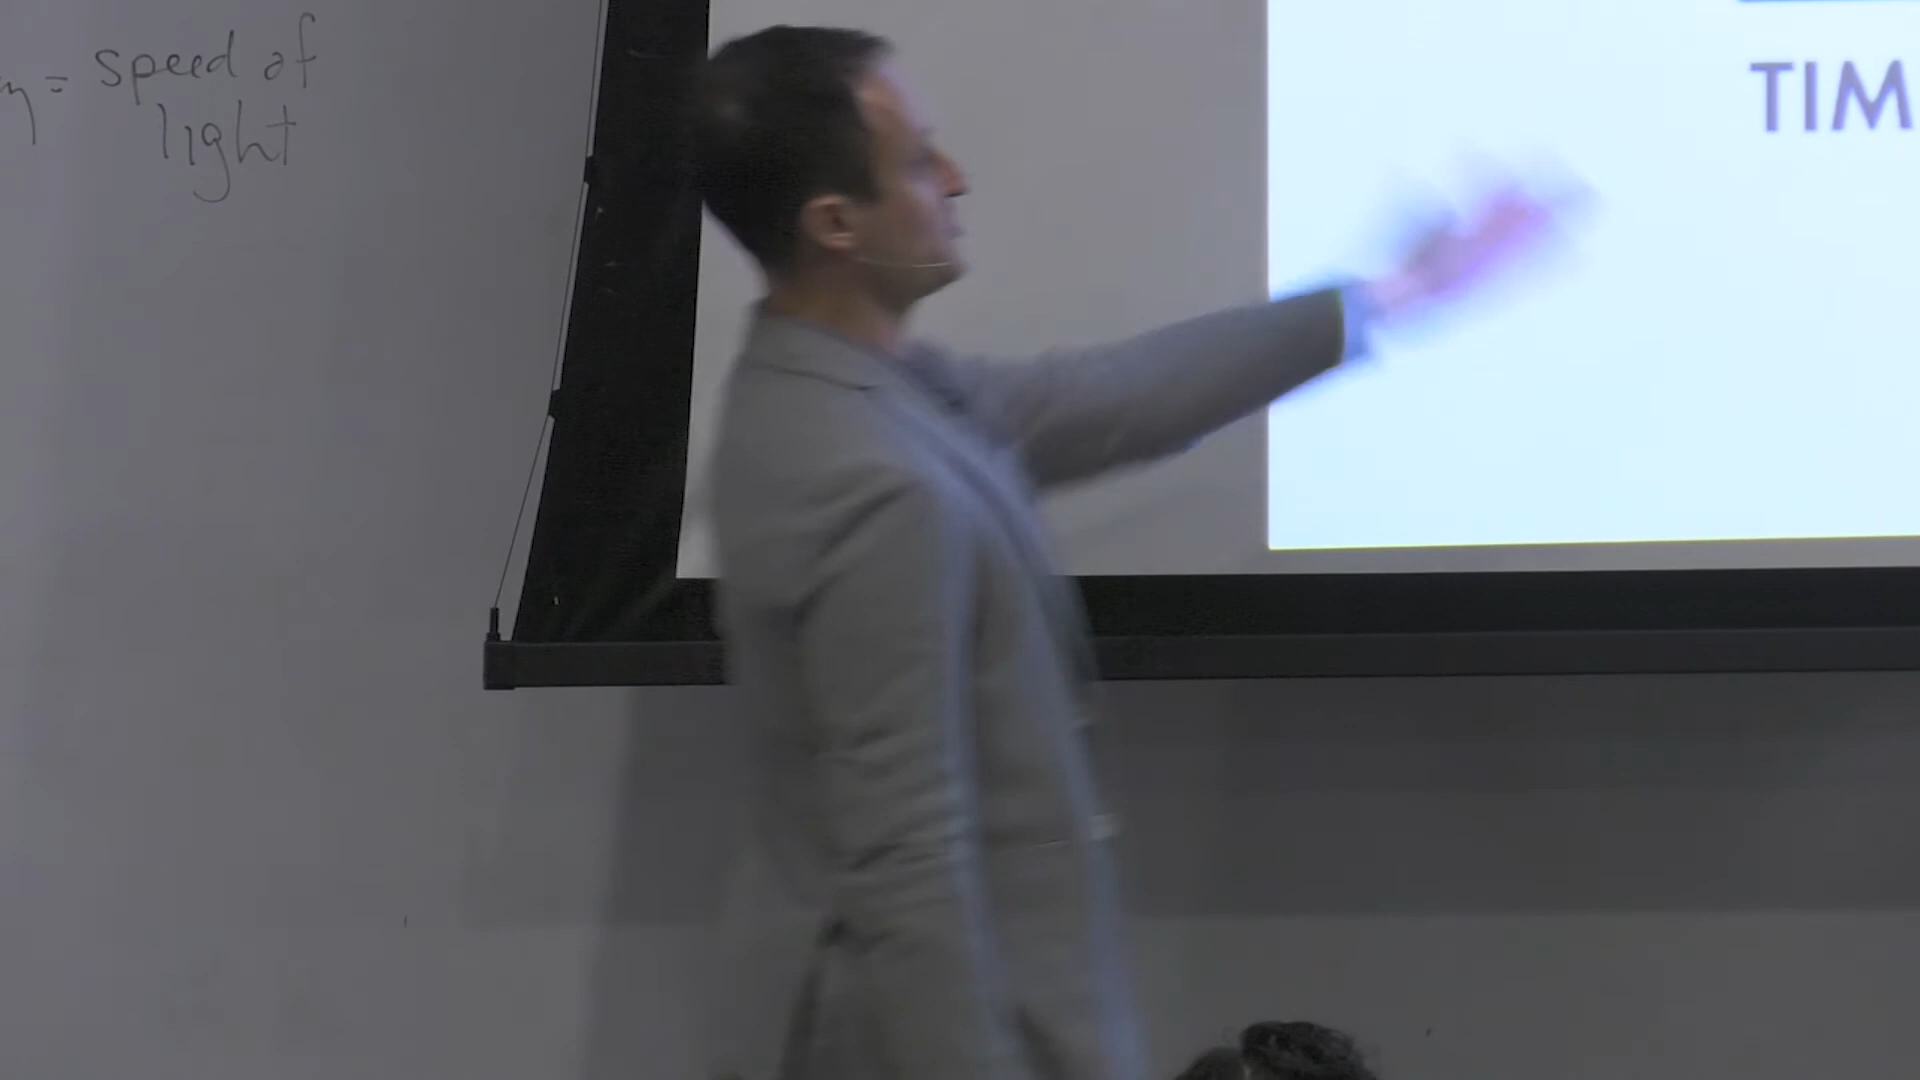 = speed of
light
TIM